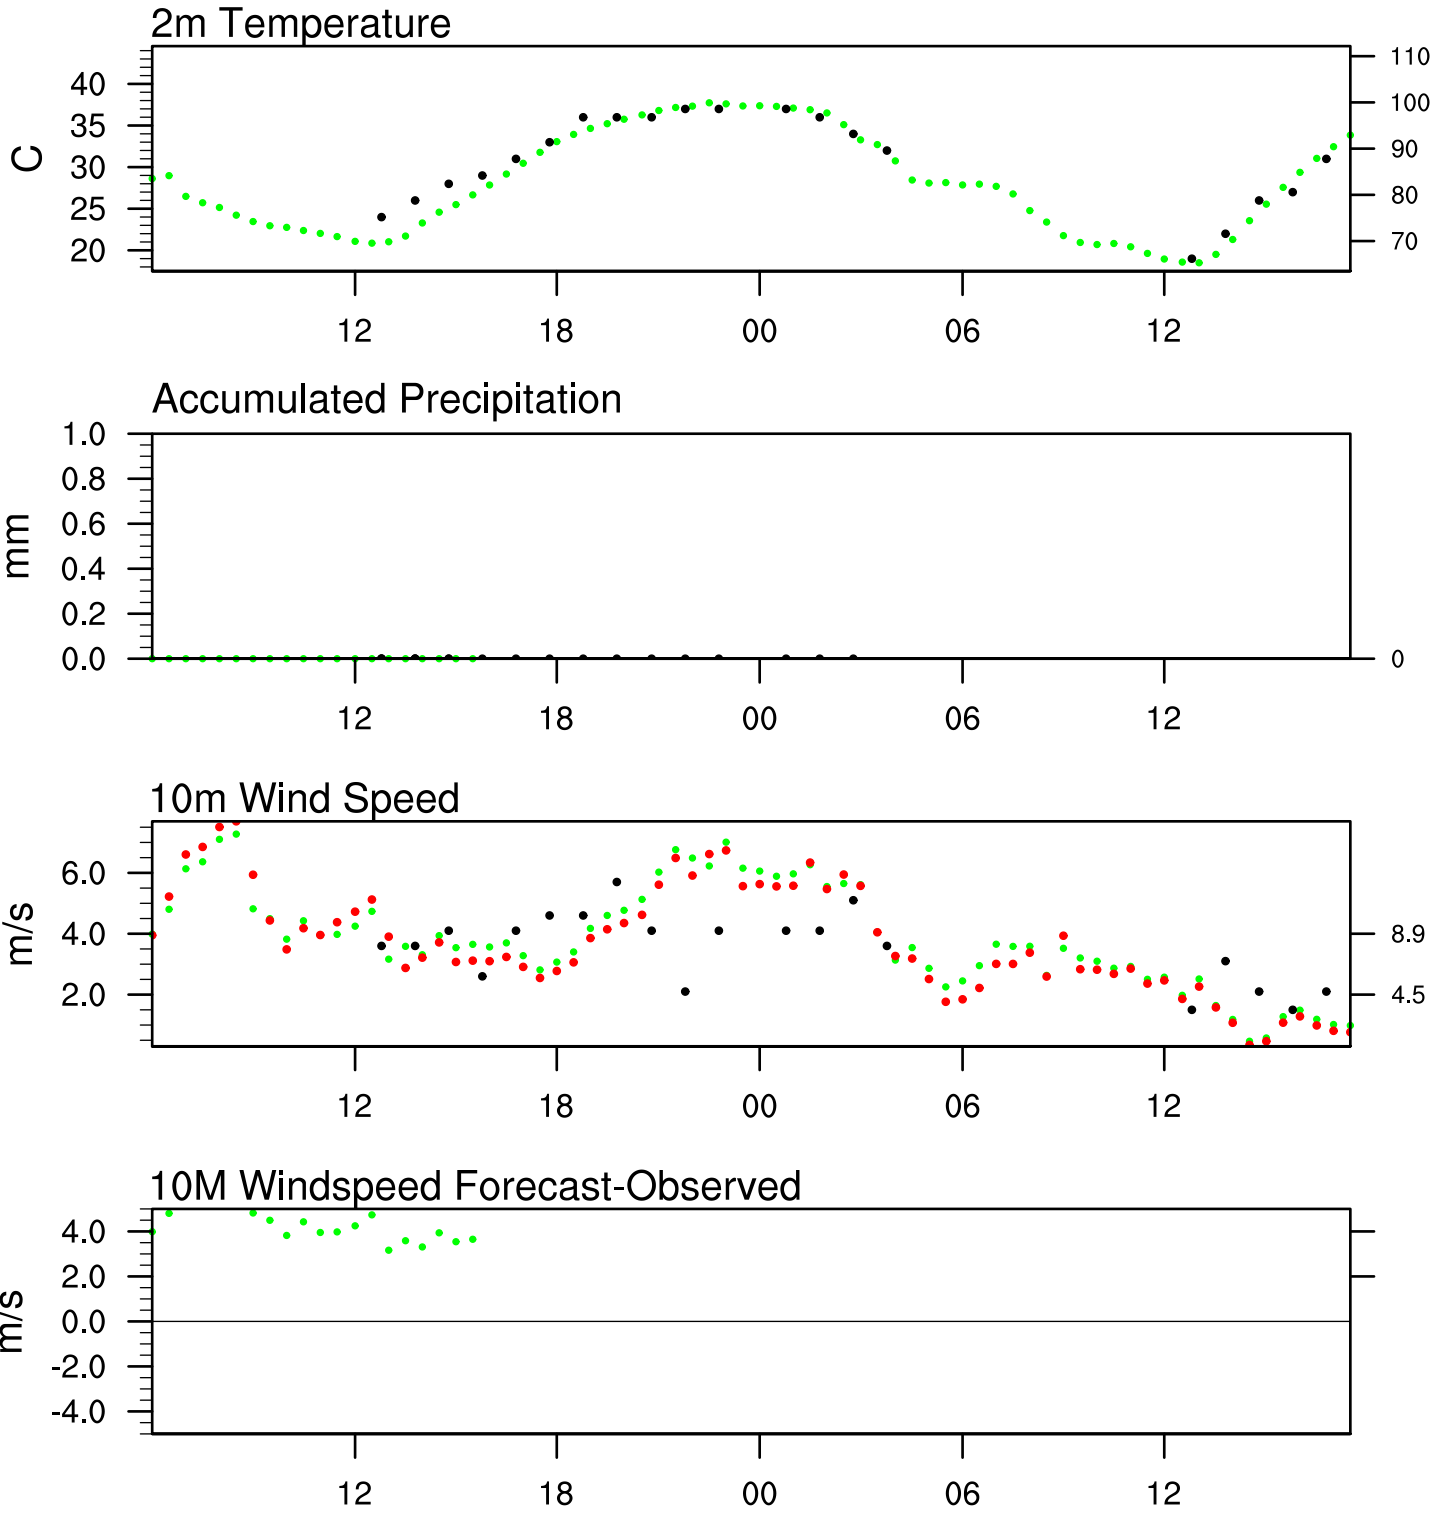 2m Temperature
40
35
30
25
20
C
110
100
90
80
70
12 18 00 06 12
Accumulated Precipitation
1.0
0.8
0.6
0.4
0.2
0.0
mm
0
12 18 00 06 12
10m Wind Speed
6.0
4.0
2.0
m/s
8.9
4.5
12 18 00 06 12
10M Windspeed Forecast-Observed
4.0
2.0
0.0
-2.0
-4.0
m/s
12 18 00 06 12